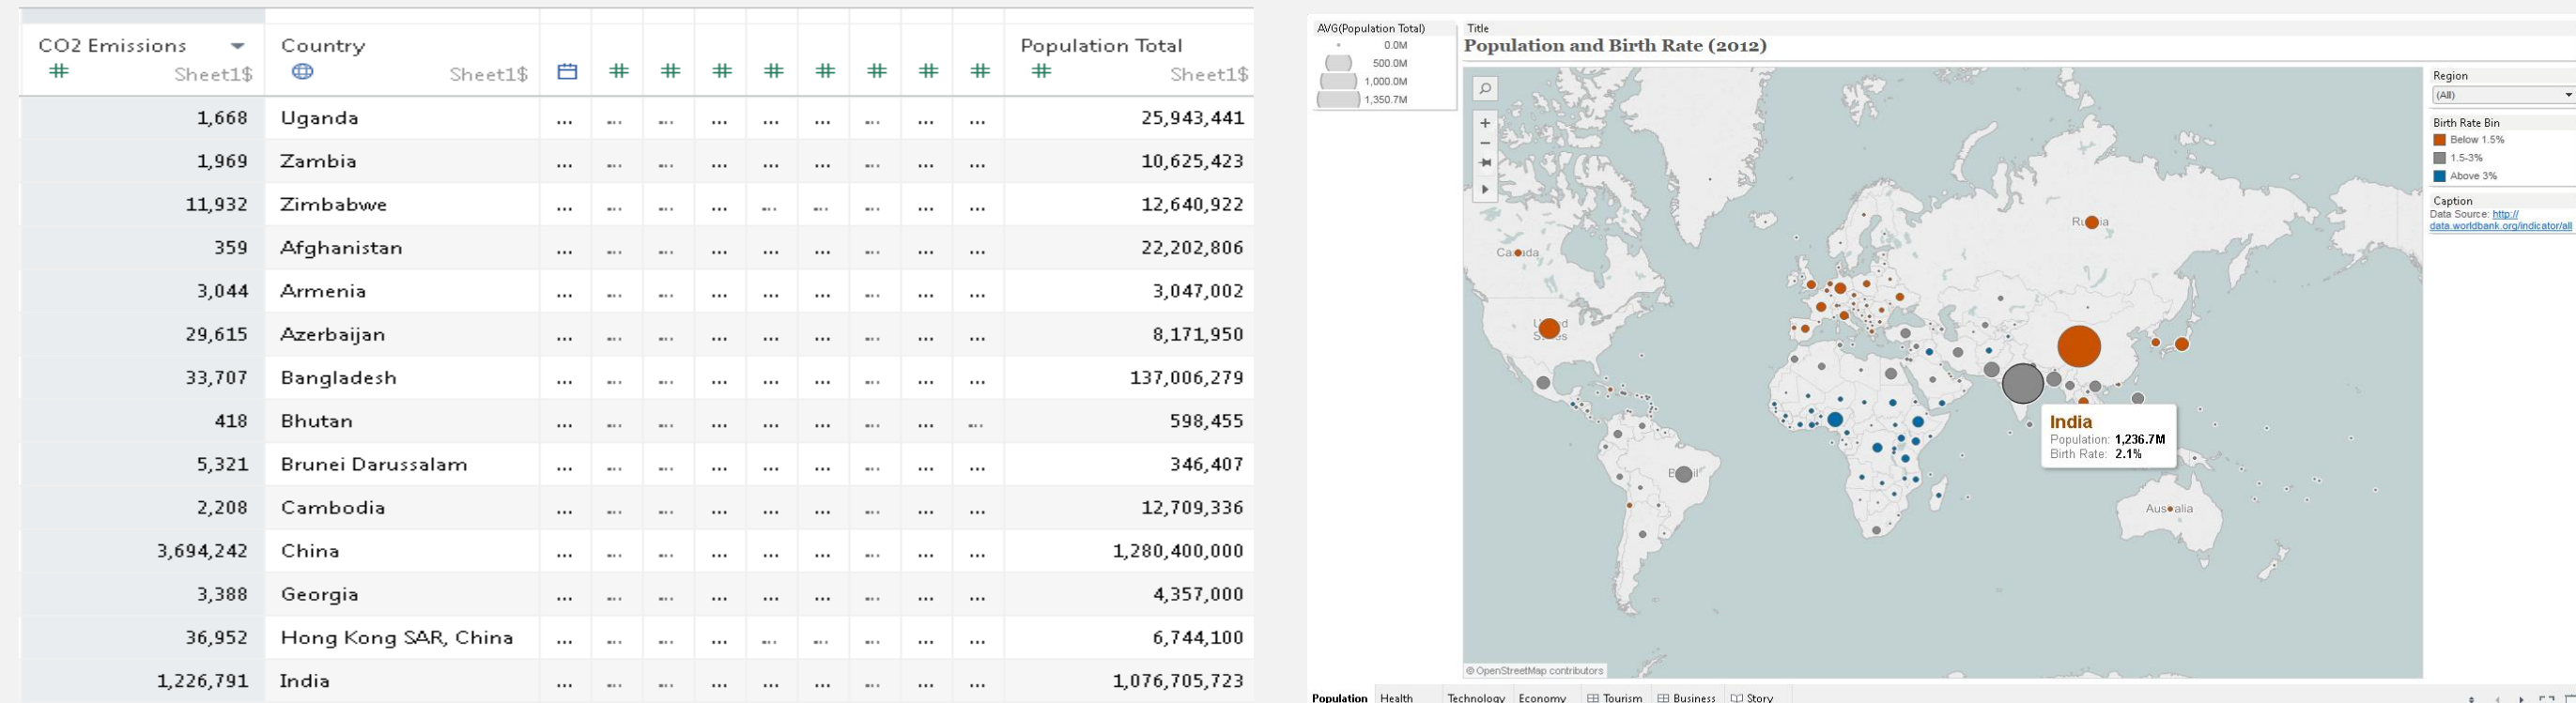 CO2 Emissions Country Population Total
Sheet1$ Sheet1$ Sheet1$
1,668 Uganda ... ... ... ... ... ... ... ... ... 25,943,441
1,969 Zambia ... ... ... ... ... ... ... ... ... 10,625,423
11,932 Zimbabwe ... ... ... ... ... ... ... ... ... 12,640,922
359 Afghanistan ... ... ... ... ... ... ... ... ... 22,202,806
3,044 Armenia ... ... ... ... ... ... ... ... ... 3,047,002
29,615 Azerbaijan ... ... ... ... ... ... ... ... ... 8,171,950
33,707 Bangladesh ... ... ... ... ... ... ... ... ... 137,006,279
418 Bhutan ... ... ... ... ... ... ... ... ... 598,455
5,321 Brunei Darussalam ... ... ... ... ... ... ... ... ... 346,407
2,208 Cambodia ... ... ... ... ... ... ... ... ... 12,709,336
3,694,242 China ... ... ... ... ... ... ... ... ... 1,280,400,000
3,388 Georgia ... ... ... ... ... ... ... ... ... 4,357,000
36,952 Hong Kong SAR, China ... ... ... ... ... ... ... ... ... 6,744,100
1,226,791 India ... ... ... ... ... ... ... ... ... 1,076,705,723
AVG(Population Total)
0.0M
500.0M
1,000.0M
1,350.7M
Title
Population and Birth Rate (2012)
Canada
United
States
Brazil
Russia
Australia
India
Population: 1,236.7M
Birth Rate: 2.1%
© OpenStreetMap contributors
Region
(All)
Birth Rate Bin
Below 1.5%
1.5-3%
Above 3%
Caption
Data Source: http://
data.worldbank.org/indicator/all
Population Health Technology Economy Tourism Business Story